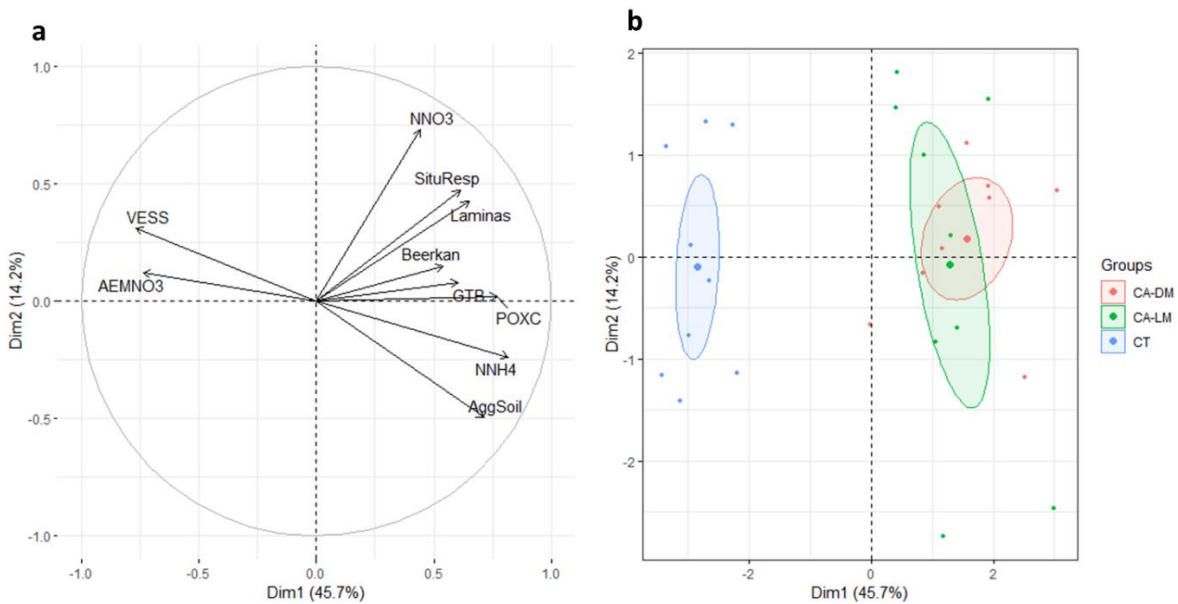 a
1.0
0.5
0.0
-0.5
-1.0
Dim2 (14.2%)
NNO3
SituResp
Laminas
VESS
Beerkan
AEMNO3
GTB
POXC
NNH4
AggSoil
-1.0 -0.5 0.0 0.5 1.0
Dim1 (45.7%)
b
2
1
0
-1
-2
Dim2 (14.2%)
-2 0 2
Dim1 (45.7%)
Groups
CA-DM
CA-LM
CT